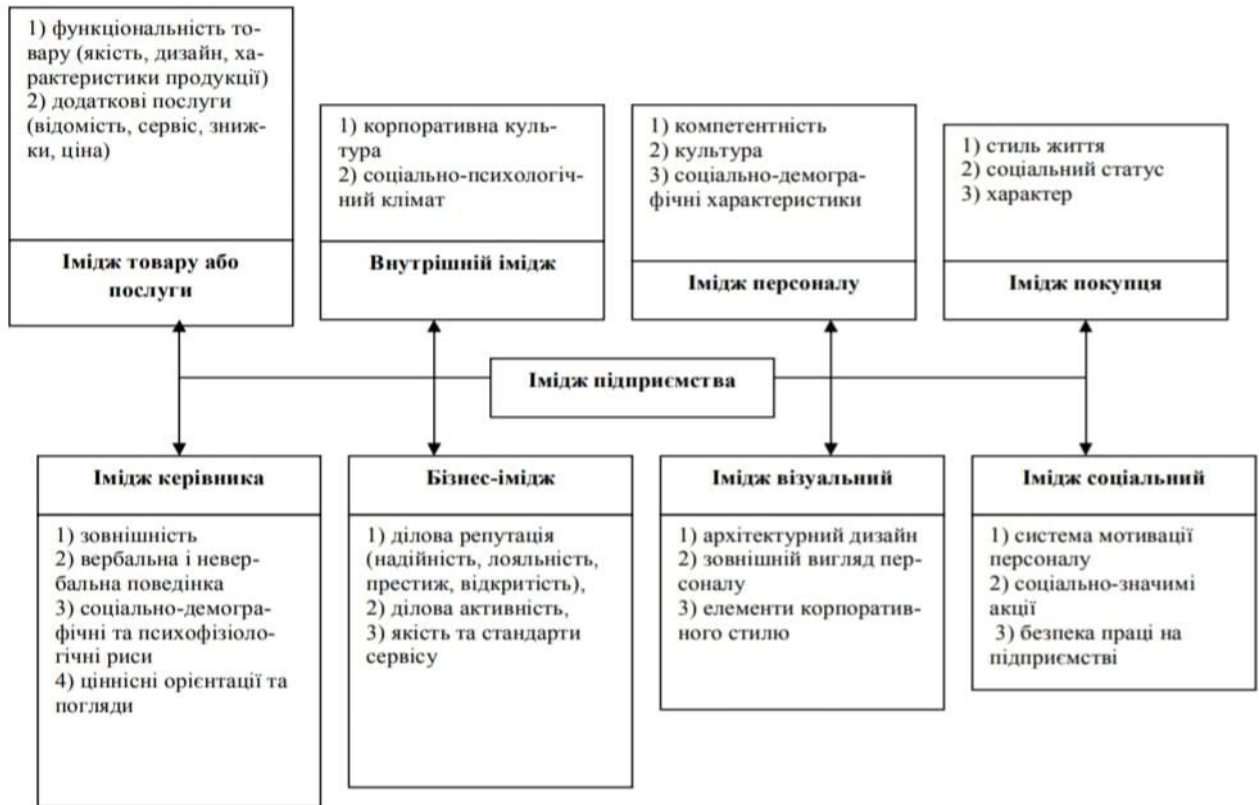 1) функціональність то-
вару (якість, дизайн, ха-
рактеристики продукції)
2) додаткові послуги
(відомість, сервіс, зниж-
ки, ціна)
Імідж товару або
послуги
1) корпоративна куль-
тура
2) соціально-психологіч-
ний клімат
Внутрішній імідж
1) компетентність
2) культура
3) соціально-демогра-
фічні характеристики
Імідж персоналу
1) стиль життя
2) соціальний статус
3) характер
Імідж покупця
Імідж підприємства
Імідж керівника
1) зовнішність
2) вербальна і невер-
бальна поведінка
3) соціально-демогра-
фічні та психофізіоло-
гічні риси
4) ціннісні орієнтації та
погляди
Бізнес-імідж
1) ділова репутація
(надійність, лояльність,
престиж, відкритість),
2) ділова активність,
3) якість та стандарти
сервісу
Імідж візуальний
1) архітектурний дизайн
2) зовнішній вигляд пер-
соналу
3) елементи корпоратив-
ного стилю
Імідж соціальний
1) система мотивації
персоналу
2) соціально-значимі
акції
3) безпека праці на
підприємстві